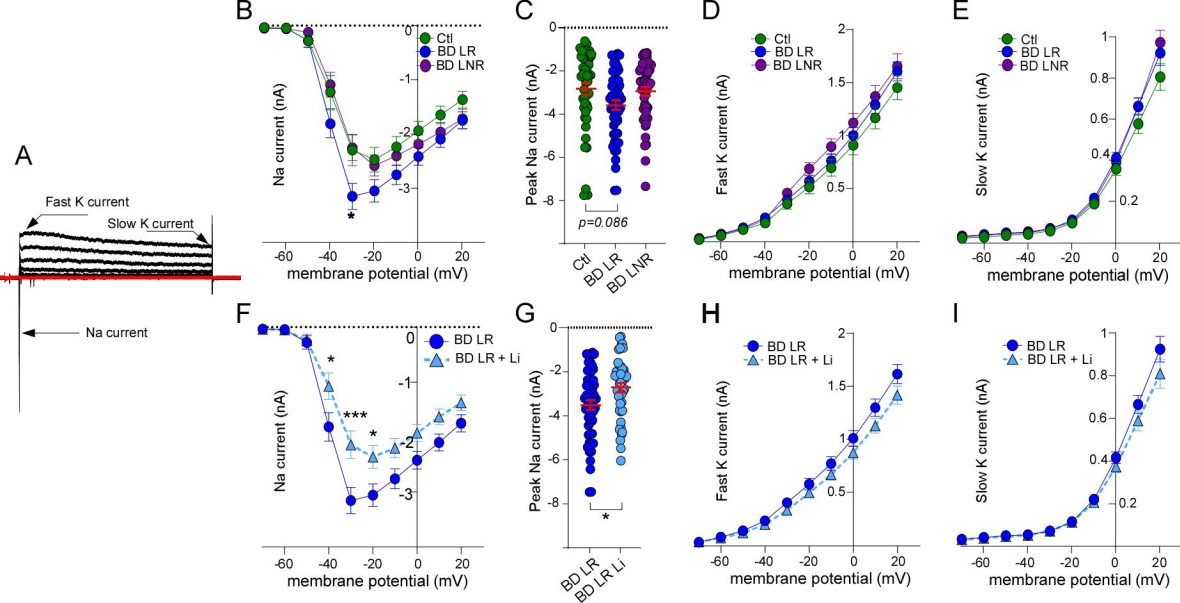 A
Fast K current
Slow K current
Na current
B
Ctl
BD LR
BD LNR
Na current (nA)
-1
-2
-3
*
-60 -40 -20 0 20
membrane potential (mV)
C
Peak Na current (nA)
0
-2
-4
-6
-8
p=0.086
Ctl
BD LR
BD LNR
D
Ctl
BD LR
BD LNR
Fast K current (nA)
2
1.5
1
0.5
-60 -40 -20 0 20
membrane potential (mV)
E
Ctl
BD LR
BD LNR
Slow K current (nA)
1
0.8
0.6
0.4
0.2
-60 -40 -20 0 20
membrane potential (mV)
F
BD LR
BD LR + Li
Na current (nA)
0
-1
-2
-3
*
***
*
-60 -40 -20 0 20
membrane potential (mV)
G
Peak Na current (nA)
0
-2
-4
-6
-8
*
BD LR
BD LR Li
H
BD LR
BD LR + Li
Fast K current (nA)
2
1.5
1
0.5
-60 -40 -20 0 20
membrane potential (mV)
I
BD LR
BD LR + Li
Slow K current (nA)
1
0.8
0.6
0.4
0.2
-60 -40 -20 0 20
membrane potential (mV)